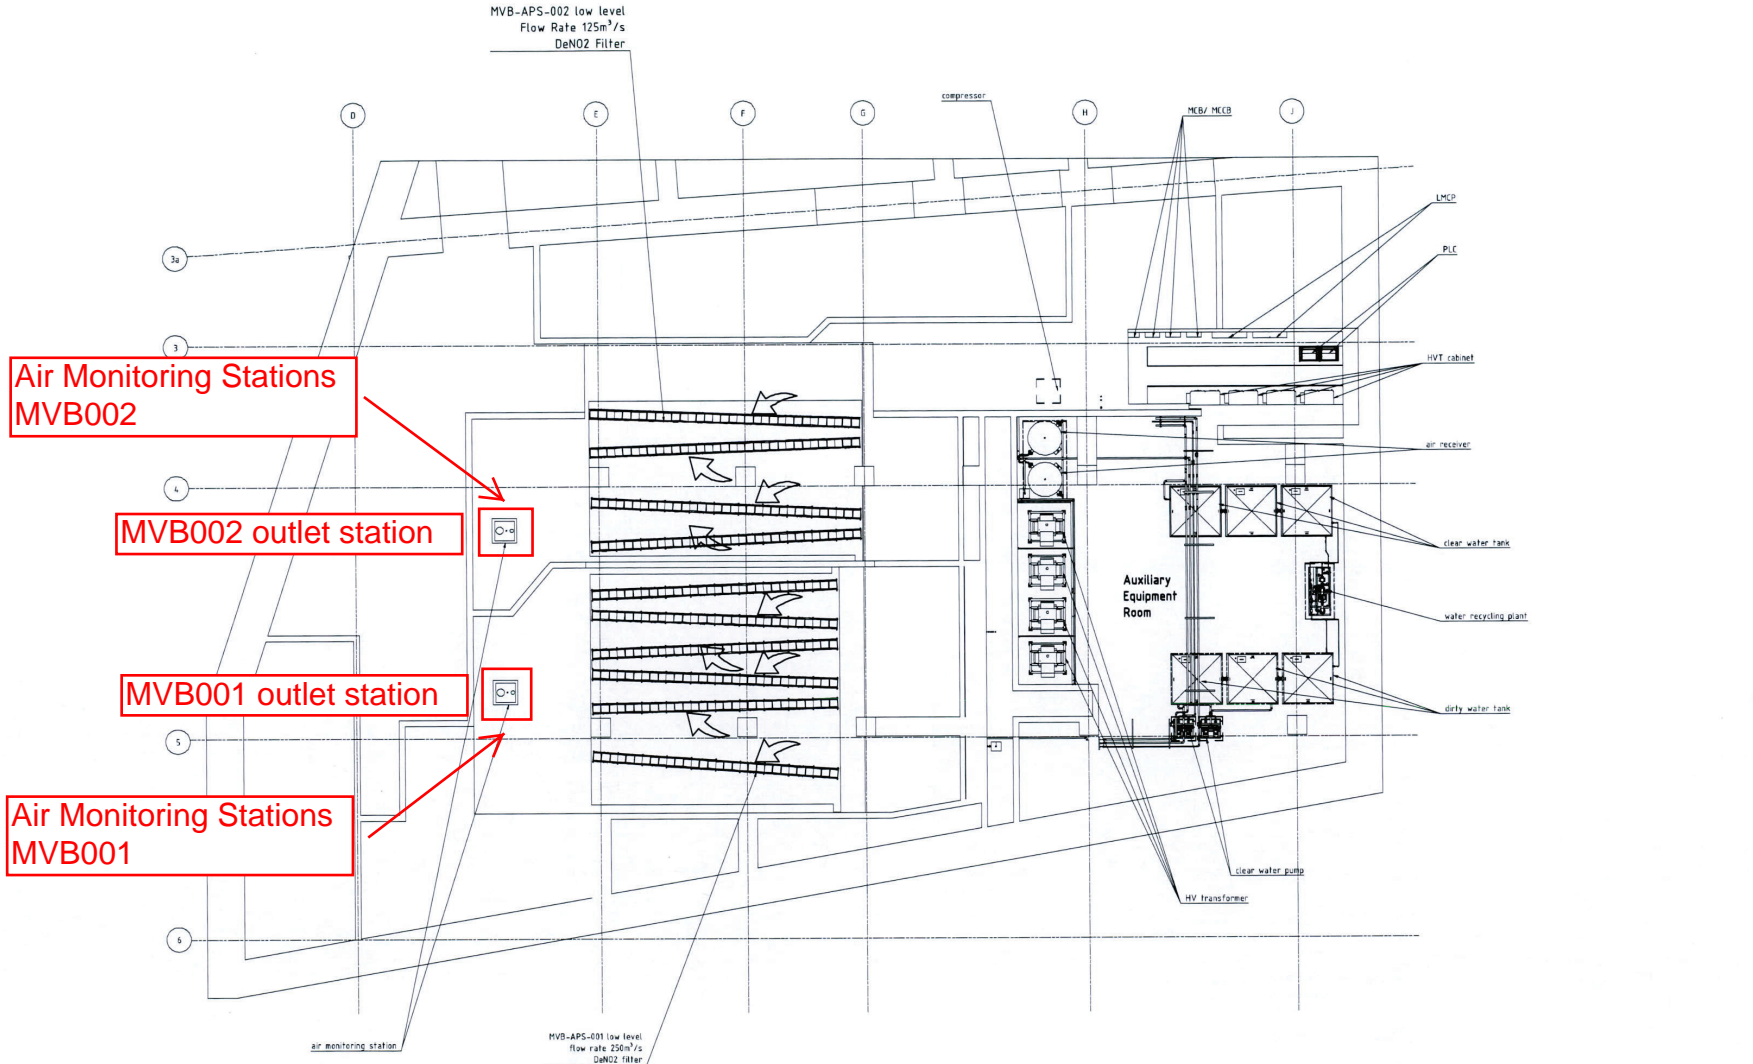 MVB-APS-002 low level
Flow Rate 125m³/s
DeNO2 Filter
compressor
MCB/ MCCB
D
E
F
G
H
J
LMCP
PLC
3a
3
HVT cabinet
Air Monitoring Stations
MVB002
air receiver
4
MVB002 outlet station
clear water tank
Auxiliary
Equipment
Room
water recycling plant
MVB001 outlet station
dirty water tank
5
Air Monitoring Stations
MVB001
clear water pump
HV transformer
6
air monitoring station
MVB-APS-001 low level
flow rate 250m³/s
DeNO2 filter